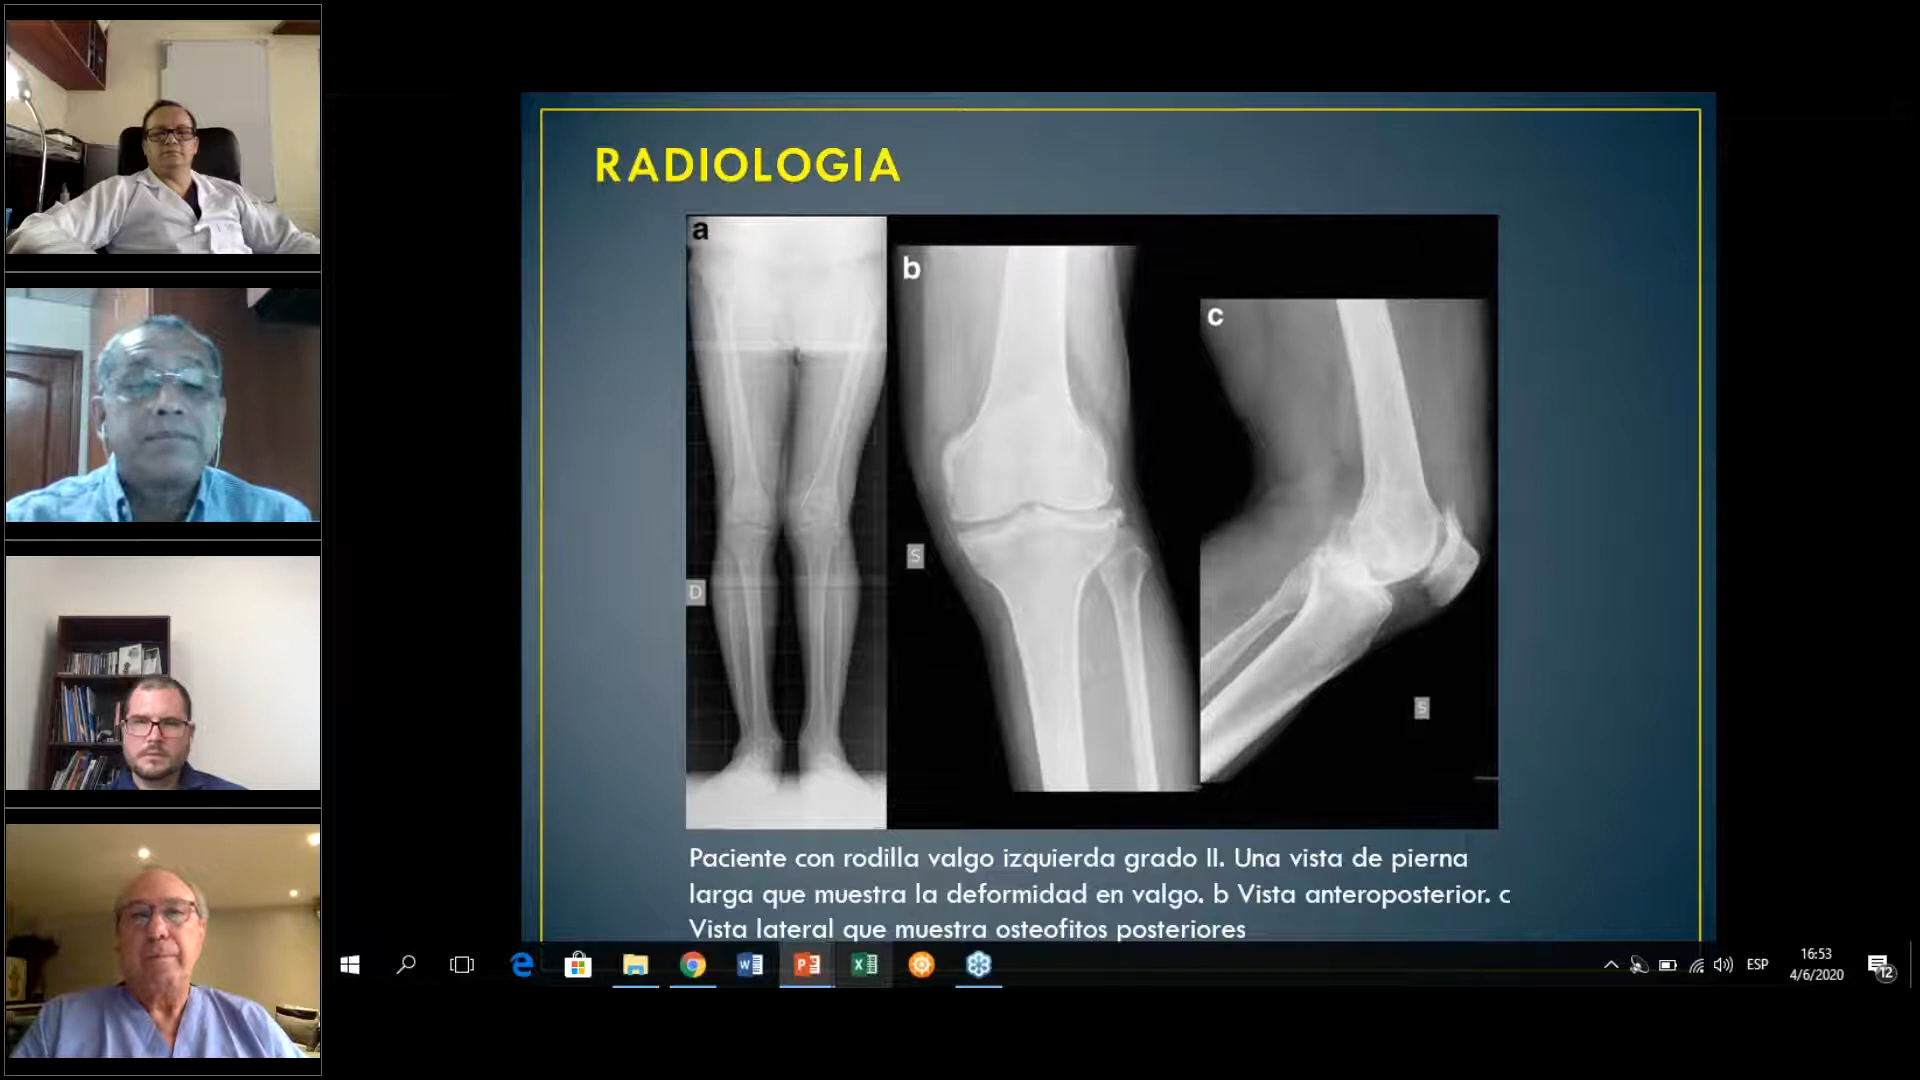 RADIOLOGIA
a
b
c
D
S
S
Paciente con rodilla valgo izquierda grado II. Una vista de pierna
larga que muestra la deformidad en valgo. b Vista anteroposterior. c
Vista lateral que muestra osteofitos posteriores
ESP
16:53
4/6/2020
12